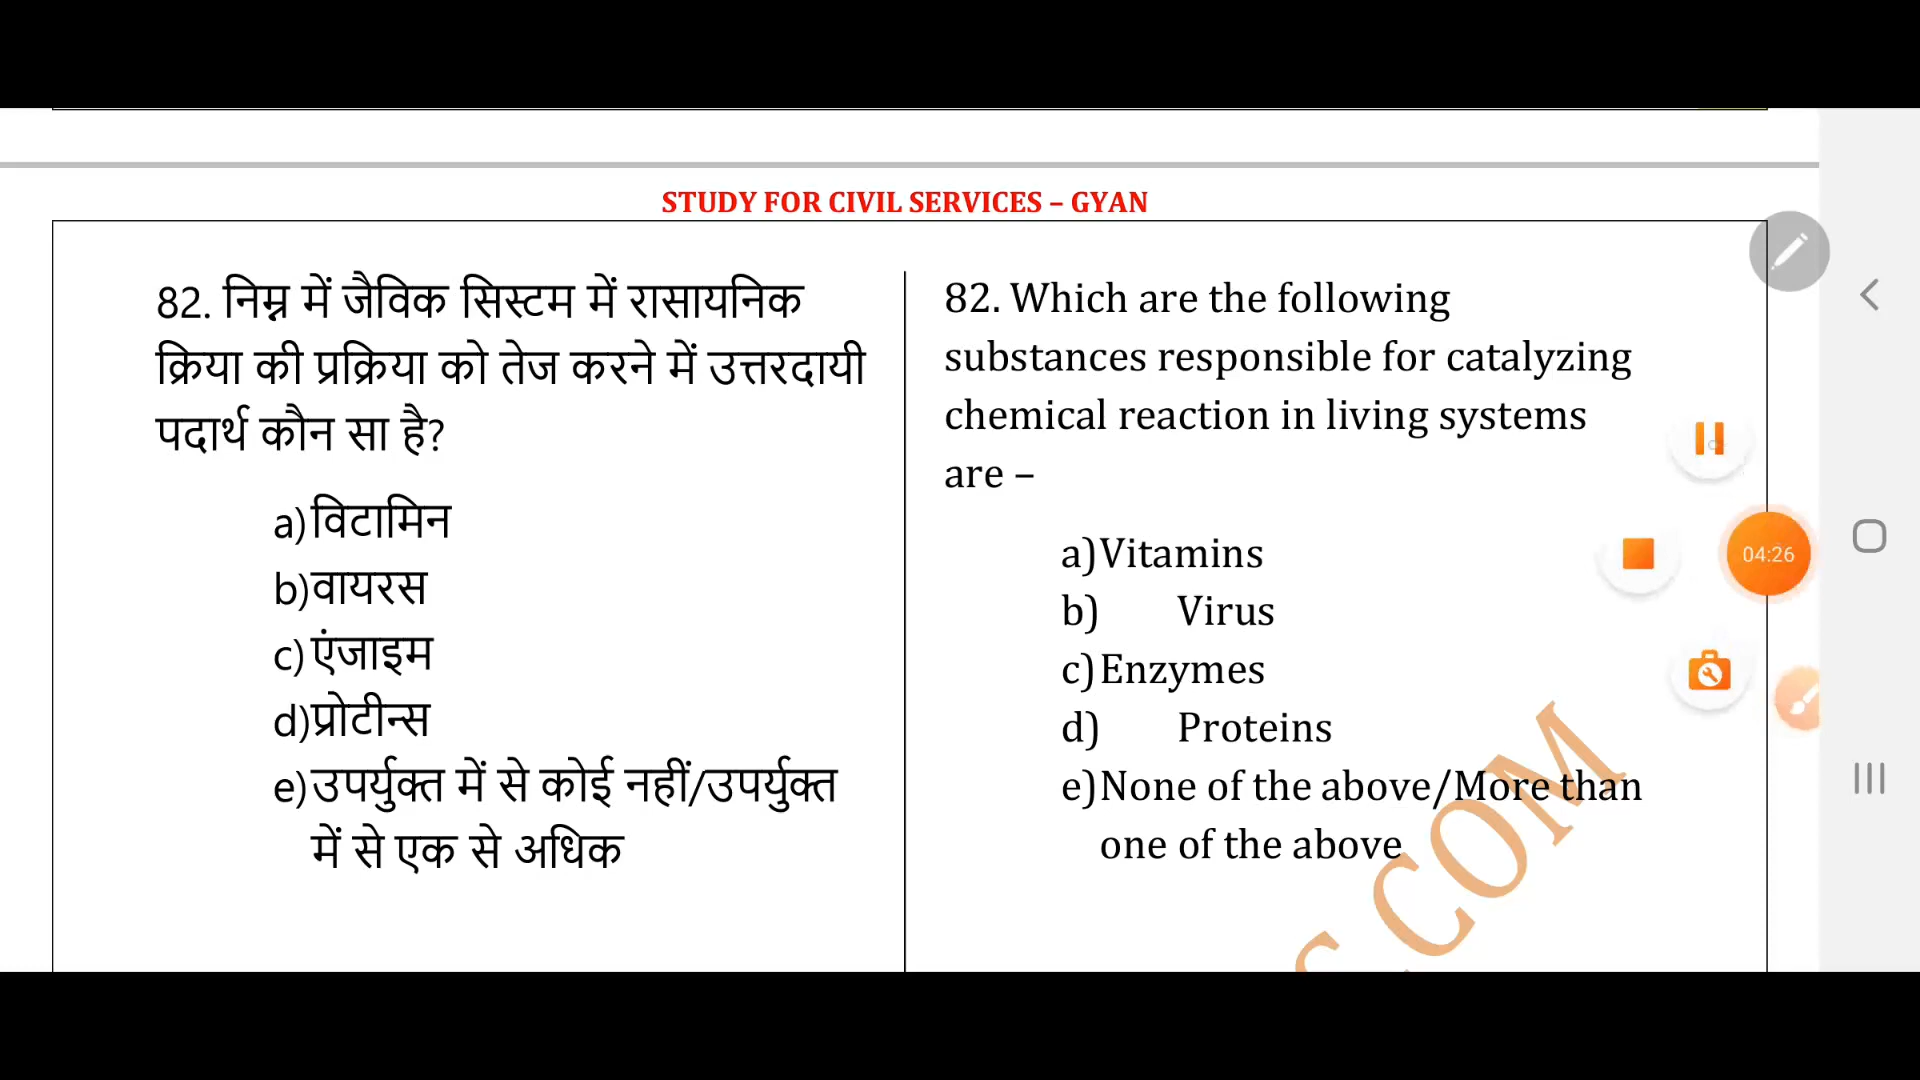 STUDY FOR CIVIL SERVICES – GYAN
82. निम्न में जैविक सिस्टम में रासायनिक
क्रिया की प्रक्रिया को तेज करने में उत्तरदायी
पदार्थ कौन सा है?
a)विटामिन
b)वायरस
c)एंजाइम
d)प्रोटीन्स
e)उपर्युक्त में से कोई नहीं/उपर्युक्त
में से एक से अधिक
82. Which are the following
substances responsible for catalyzing
chemical reaction in living systems
are –
a)Vitamins
b) Virus
c)Enzymes
d) Proteins
e)None of the above/More than
one of the above
04:26
.COM